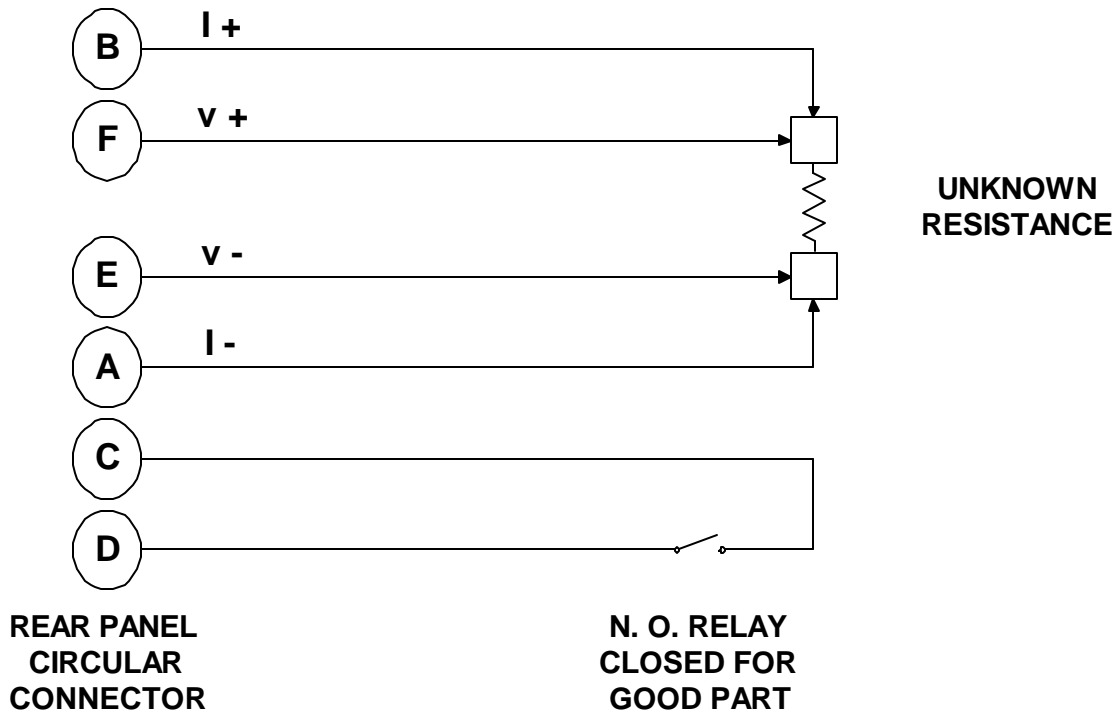 B I +
F v +
UNKNOWN
RESISTANCE
E v -
A I -
C
D
REAR PANEL
CIRCULAR
CONNECTOR
N. O. RELAY
CLOSED FOR
GOOD PART